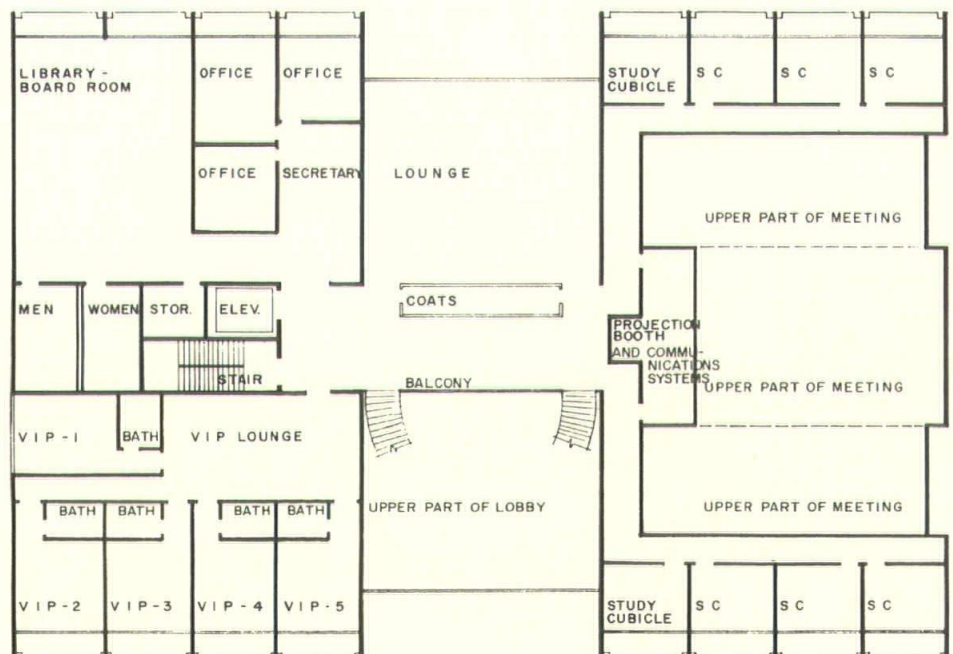 LIBRARY -
BOARD ROOM
OFFICE
OFFICE
STUDY
CUBICLE
S C
S C
S C
OFFICE
SECRETARY
LOUNGE
UPPER PART OF MEETING
MEN
WOMEN
STOR.
ELEV.
COATS
PROJECTION
BOOTH
AND COMMU-
NICATIONS
SYSTEMS
STAIR
BALCONY
UPPER PART OF MEETING
VIP-1
BATH
VIP LOUNGE
BATH
BATH
BATH
BATH
UPPER PART OF LOBBY
UPPER PART OF MEETING
VIP-2
VIP-3
VIP-4
VIP-5
STUDY
CUBICLE
S C
S C
S C